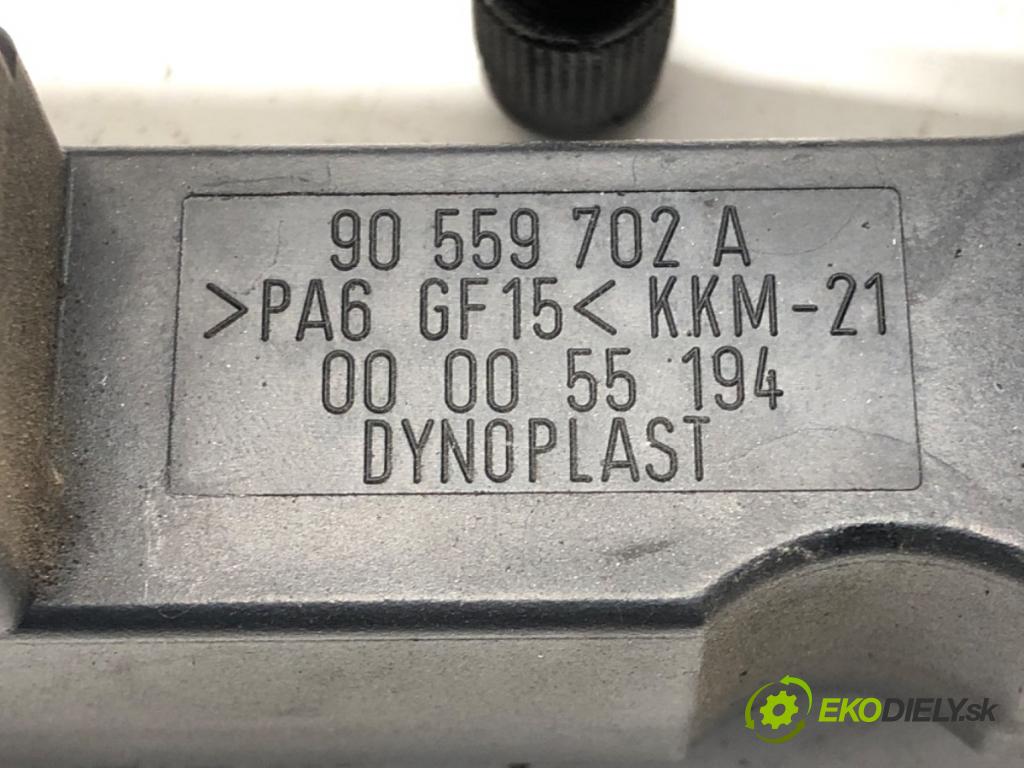 90 559 702 A
>PA6 GF15< KKM-21
00 00 55 194
DYNOPLAST
EKODIELY.sk